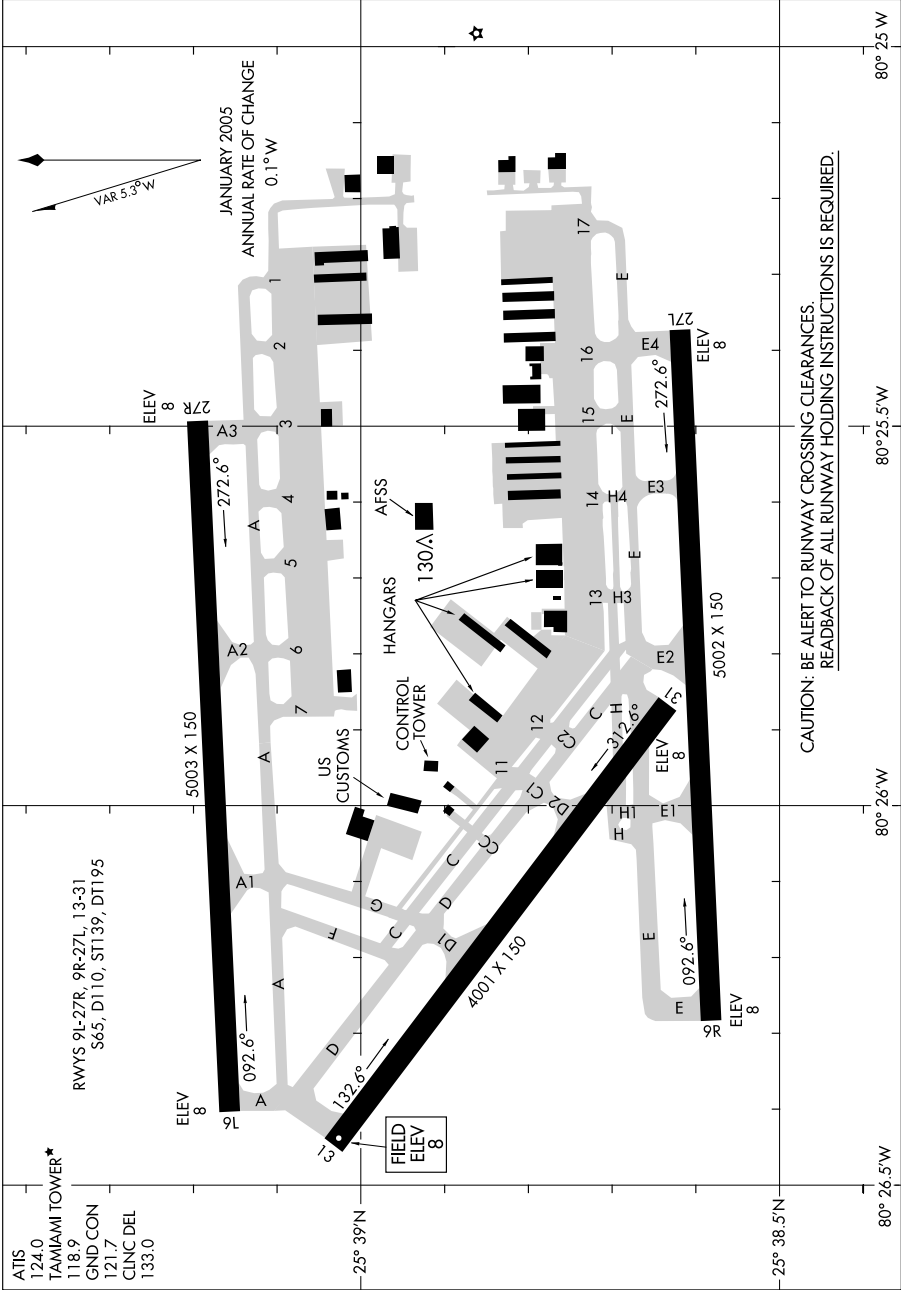 ATIS
124.0
TAMIAMI TOWER★
118.9
GND CON
121.7
CLNC DEL
133.0
RWYS 9L-27R, 9R-27L, 13-31
S65, D110, ST139, DT195
VAR 5.3° W
JANUARY 2005
ANNUAL RATE OF CHANGE
0.1° W
ELEV
8
9L
092.6°
5003 X 150
272.6°
ELEV
8
27R
A
A
A
A
A
A1
A2
A3
1
2
3
4
5
6
7
US
CUSTOMS
CONTROL
TOWER
HANGARS
AFSS
130
F
G
C
C
C
CC
D
D
D1
D2
C1
C2
11
12
13
14
15
16
17
13
132.6°
4001 X 150
312.6°
31
ELEV
8
FIELD
ELEV
8
H
H
H1
H3
H4
E
E
E
E
E
E1
E2
E3
E4
9R
ELEV
8
092.6°
5002 X 150
272.6°
27L
ELEV
8
25° 39'N
25° 38.5'N
80° 26.5'W
80° 26'W
80° 25.5'W
80° 25'W
CAUTION: BE ALERT TO RUNWAY CROSSING CLEARANCES.
READBACK OF ALL RUNWAY HOLDING INSTRUCTIONS IS REQUIRED.